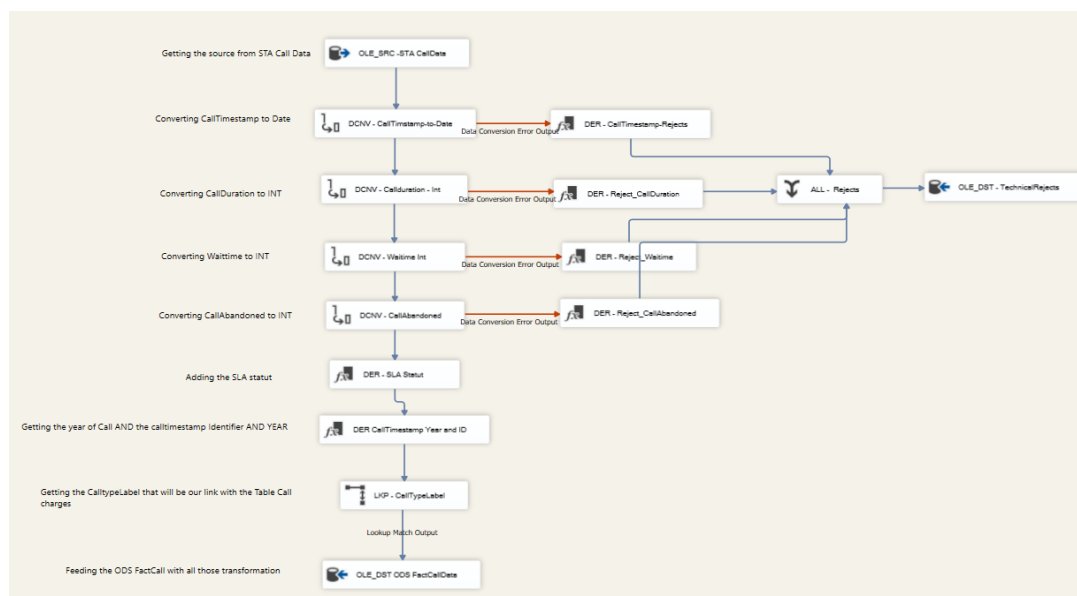 Getting the source from STA Call Data
OLE_SRC -STA CallData
Converting CallTimestamp to Date
DCNV - CallTimstamp-to-Date
Data Conversion Error Output
DER - CallTimestamp-Rejects
Converting CallDuration to INT
DCNV - Callduration - Int
Data Conversion Error Output
DER - Reject_CallDuration
ALL - Rejects
OLE_DST - TechnicalRejects
Converting Waittime to INT
DCNV - Waitime Int
Data Conversion Error Output
DER - Reject_Waitime
Converting CallAbandoned to INT
DCNV - CallAbandoned
Data Conversion Error Output
DER - Reject_CallAbandoned
Adding the SLA statut
DER - SLA Statut
Getting the year of Call AND the calltimestamp Identifier AND YEAR
DER CallTimestamp Year and ID
Getting the CalltypeLabel that will be our link with the Table Call
charges
LKP - CallTypeLabel
Lookup Match Output
Feeding the ODS FactCall with all those transformation
OLE_DST ODS FactCallData